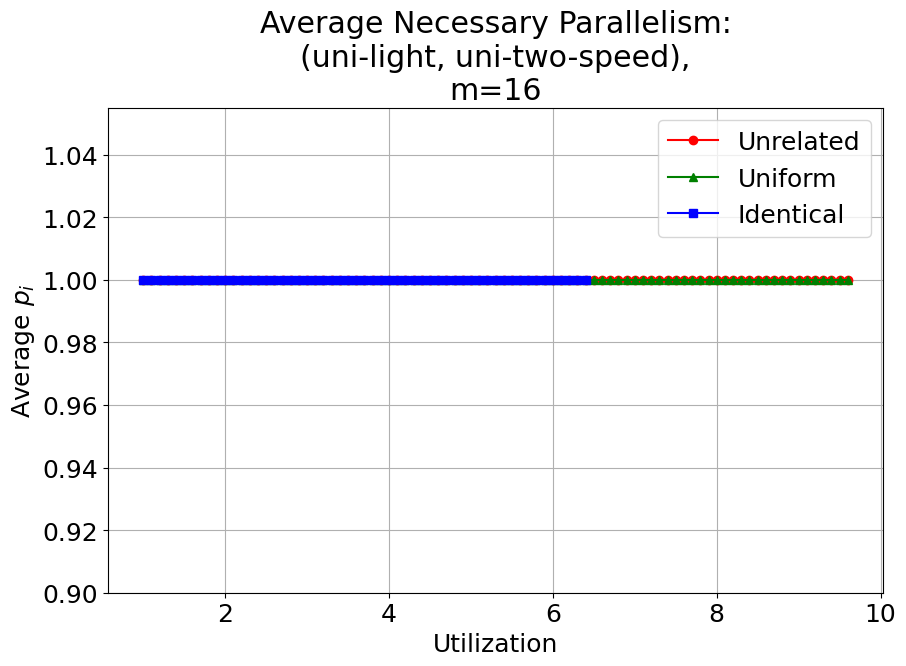 Average Necessary Parallelism:
(uni-light, uni-two-speed),
m=16
Unrelated
Uniform
Identical
1.04
1.02
1.00
0.98
0.96
0.94
0.92
0.90
Average $p_i$
2 4 6 8 10
Utilization